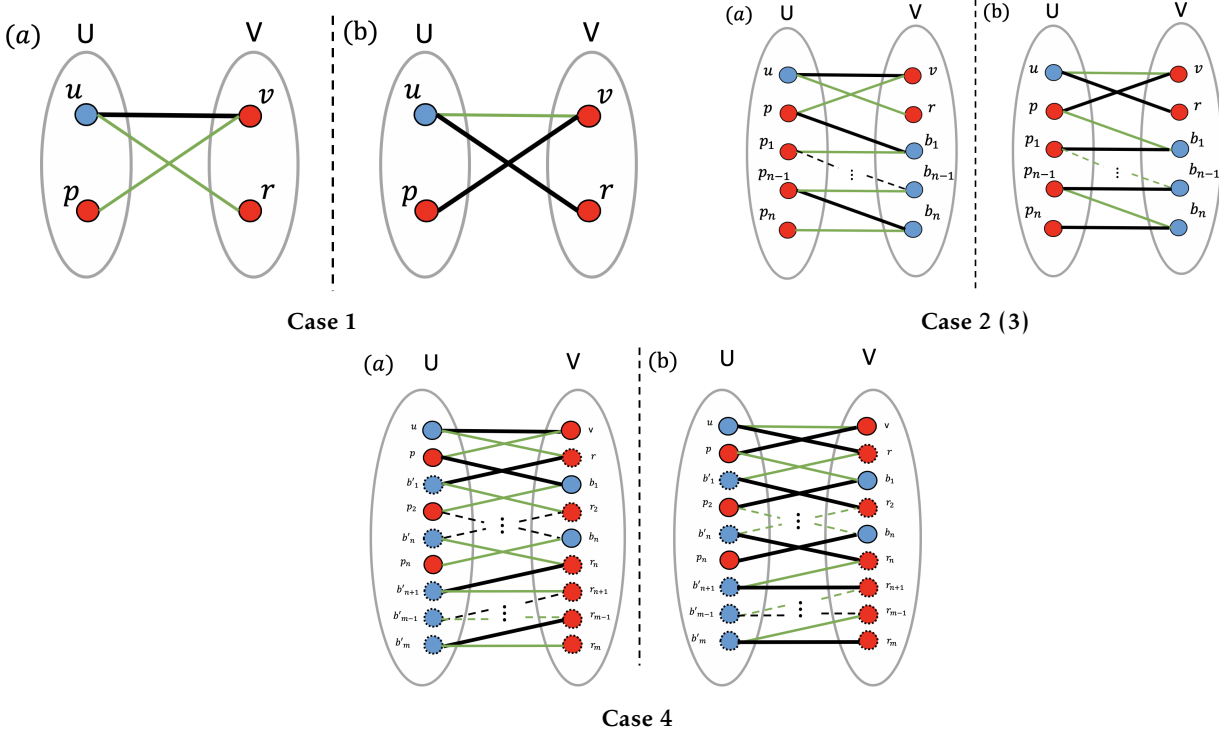 (a) U V (b) U V
u v u v
p r p r
Case 1
(a) U V (b) U V
u v u v
p r p r
p₁ b₁ p₁ b₁
pₙ₋₁ ⋮ bₙ₋₁ pₙ₋₁ ⋮ bₙ₋₁
pₙ bₙ pₙ bₙ
Case 2 (3)
(a) U V (b) U V
u v u v
p r p r
b'₁ b₁ b'₁ b₁
p₂ r₂ p₂ r₂
b'ₙ ⋮ bₙ b'ₙ ⋮ bₙ
pₙ rₙ pₙ rₙ
b'ₙ₊₁ rₙ₊₁ b'ₙ₊₁ rₙ₊₁
b'ₘ₋₁ ⋮ rₘ₋₁ b'ₘ₋₁ ⋮ rₘ₋₁
b'ₘ rₘ b'ₘ rₘ
Case 4